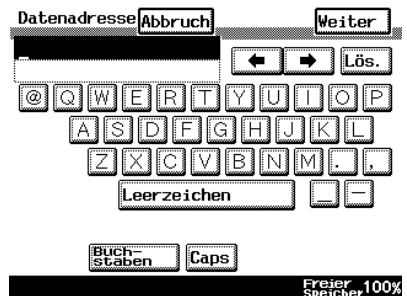 Datenadresse Abbruch Weiter
Lös.
@ Q W E R T Y U I O P
A S D F G H J K L
Z X C V B N M . ,
Leerzeichen _ —
Buch-
staben Caps
Freier
Speicher 100%